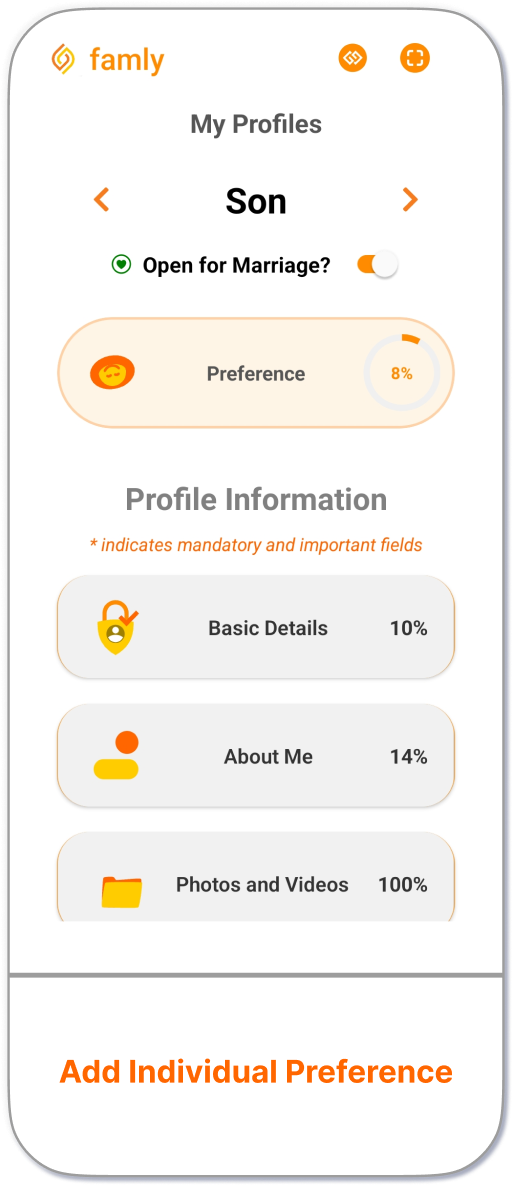 famly
My Profiles
Son
Open for Marriage?
Preference
8%
Profile Information
* indicates mandatory and important fields
Basic Details 10%
About Me 14%
Photos and Videos 100%
Add Individual Preference